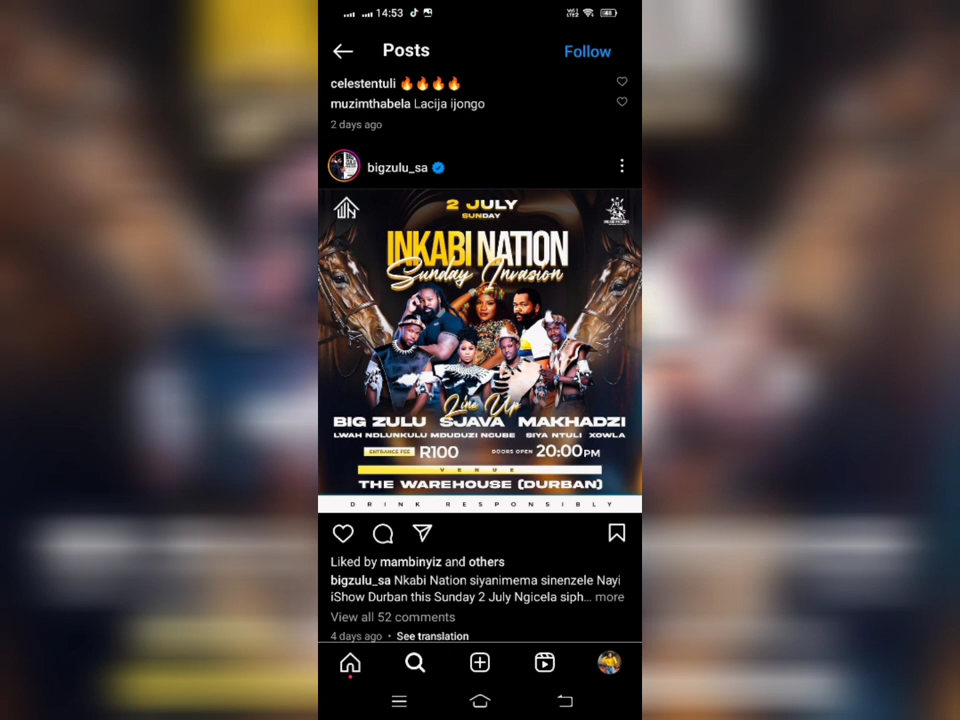 14:53
Posts
Follow
celestentuli 🔥🔥🔥🔥
muzimthabela Lacija ijongo
2 days ago
bigzulu_sa
2 JULY
SUNDAY
INKABI NATION
Sunday Invasion
Line Up
BIG ZULU SJAVA MAKHADZI
LWAH NDLUNKULU MDUDUZI NCUBE SIYA NTULI XOWLA
ENTRANCE FEE R100 DOORS OPEN 20:00PM
VENUE
THE WAREHOUSE (DURBAN)
DRINK RESPONSIBLY
Liked by mambinyiz and others
bigzulu_sa Nkabi Nation siyanimema sinenzele Nayi
iShow Durban this Sunday 2 July Ngicela siph... more
View all 52 comments
4 days ago • See translation